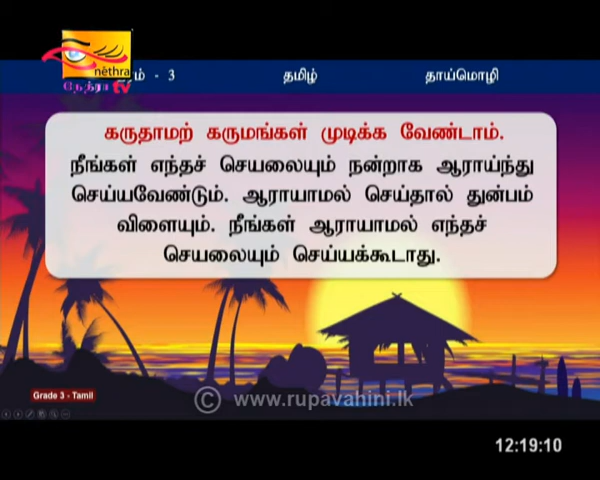 nethra
நேத்ரா tv
ம் - 3 தமிழ் தாய்மொழி
கருதாமற் கருமங்கள் முடிக்க வேண்டாம்.
நீங்கள் எந்தச் செயலையும் நன்றாக ஆராய்ந்து
செய்யவேண்டும். ஆராயாமல் செய்தால் துன்பம்
விளையும். நீங்கள் ஆராயாமல் எந்தச்
செயலையும் செய்யக்கூடாது.
Grade 3 - Tamil
© www.rupavahini.lk
12:19:10